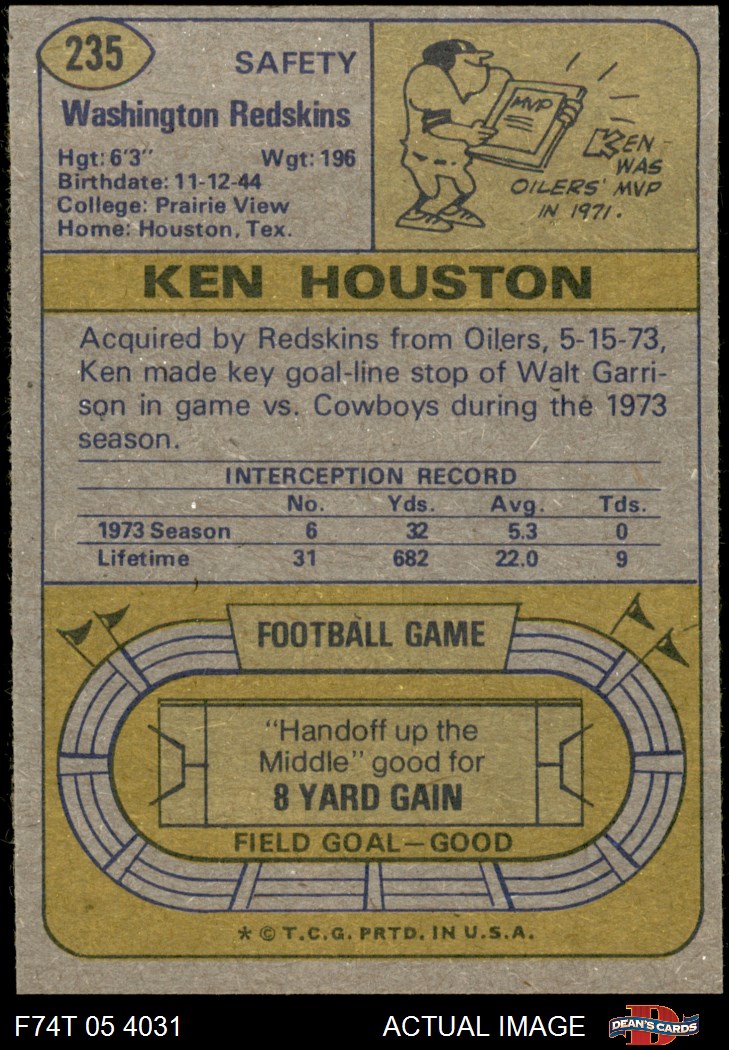 235
SAFETY
Washington Redskins
Hgt: 6'3" Wgt: 196
Birthdate: 11-12-44
College: Prairie View
Home: Houston, Tex.
MVP
KEN
WAS
OILERS' MVP
IN 1971.
KEN HOUSTON
Acquired by Redskins from Oilers, 5-15-73,
Ken made key goal-line stop of Walt Garri-
son in game vs. Cowboys during the 1973
season.
INTERCEPTION RECORD
No. Yds. Avg. Tds.
1973 Season 6 32 5.3 0
Lifetime 31 682 22.0 9
FOOTBALL GAME
"Handoff up the
Middle" good for
8 YARD GAIN
FIELD GOAL—GOOD
* © T.C.G. PRTD. IN U.S.A.
F74T 05 4031 ACTUAL IMAGE DEAN'S CARDS